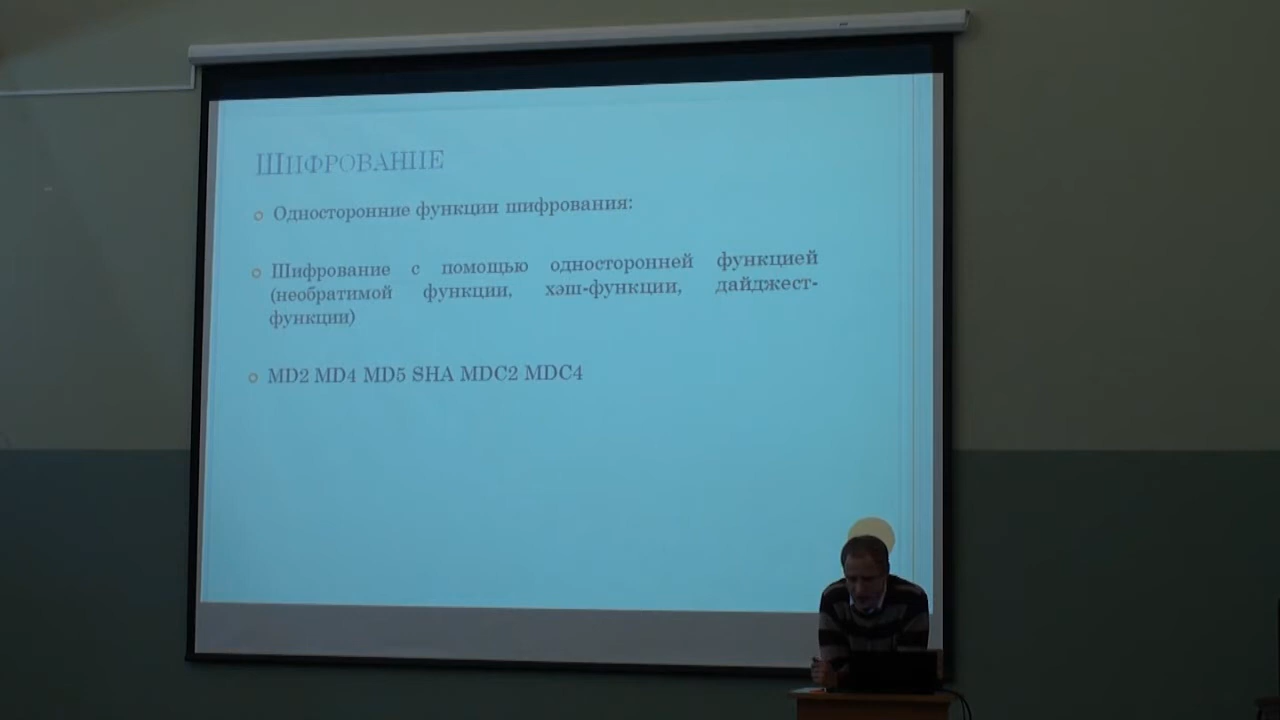 ШИФРОВАНИЕ
Односторонние функции шифрования:
Шифрование с помощью односторонней функцией
(необратимой функции, хэш-функции, дайджест-
функции)
MD2 MD4 MD5 SHA MDC2 MDC4